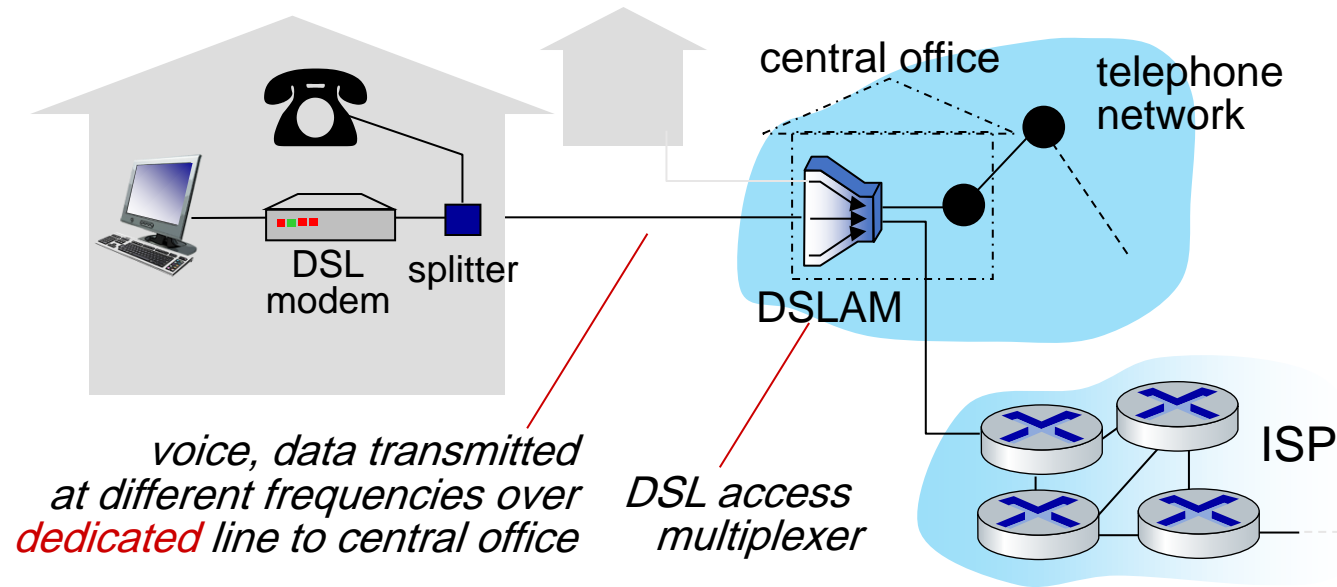 central office
telephone
network
DSL
modem
splitter
DSLAM
voice, data transmitted
at different frequencies over
dedicated line to central office
DSL access
multiplexer
ISP